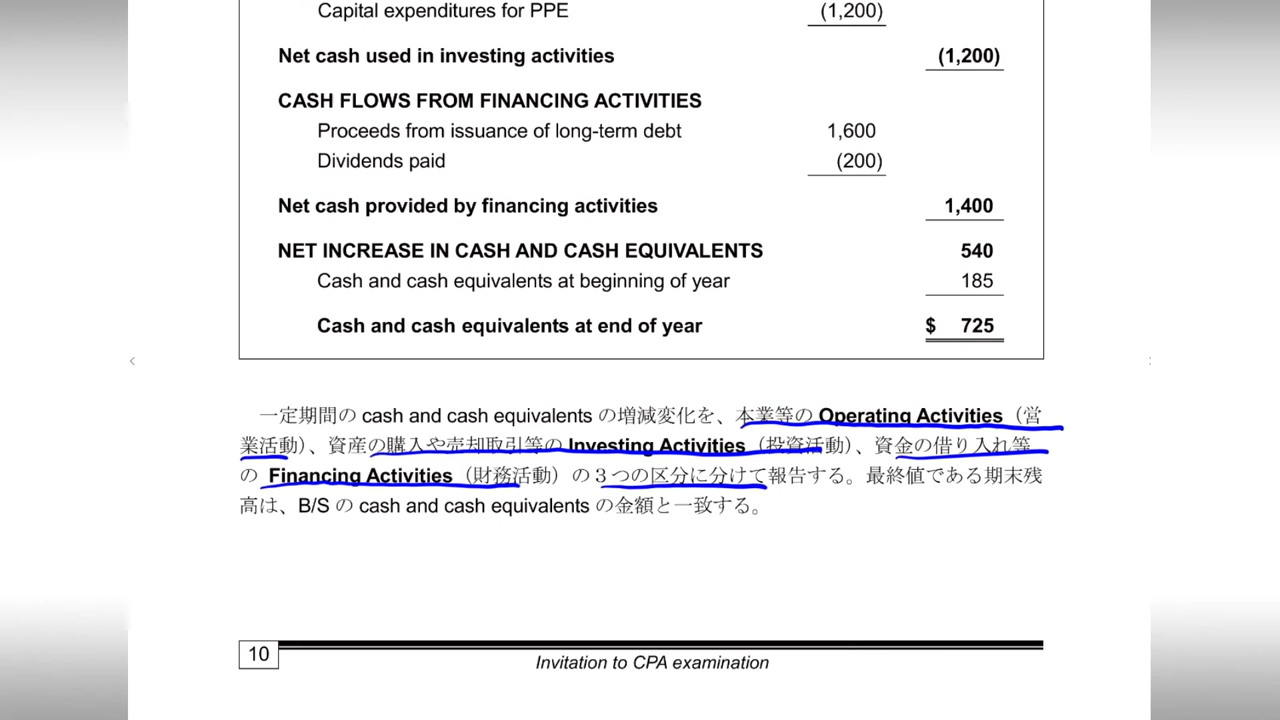 Capital expenditures for PPE (1,200)
Net cash used in investing activities (1,200)
CASH FLOWS FROM FINANCING ACTIVITIES
Proceeds from issuance of long-term debt 1,600
Dividends paid (200)
Net cash provided by financing activities 1,400
NET INCREASE IN CASH AND CASH EQUIVALENTS 540
Cash and cash equivalents at beginning of year 185
Cash and cash equivalents at end of year $ 725
一定期間の cash and cash equivalents の増減変化を、本業等の Operating Activities（営
業活動）、資産の購入や売却取引等の Investing Activities（投資活動）、資金の借り入れ等
の Financing Activities（財務活動）の３つの区分に分けて報告する。最終値である期末残
高は、B/S の cash and cash equivalents の金額と一致する。
10
Invitation to CPA examination